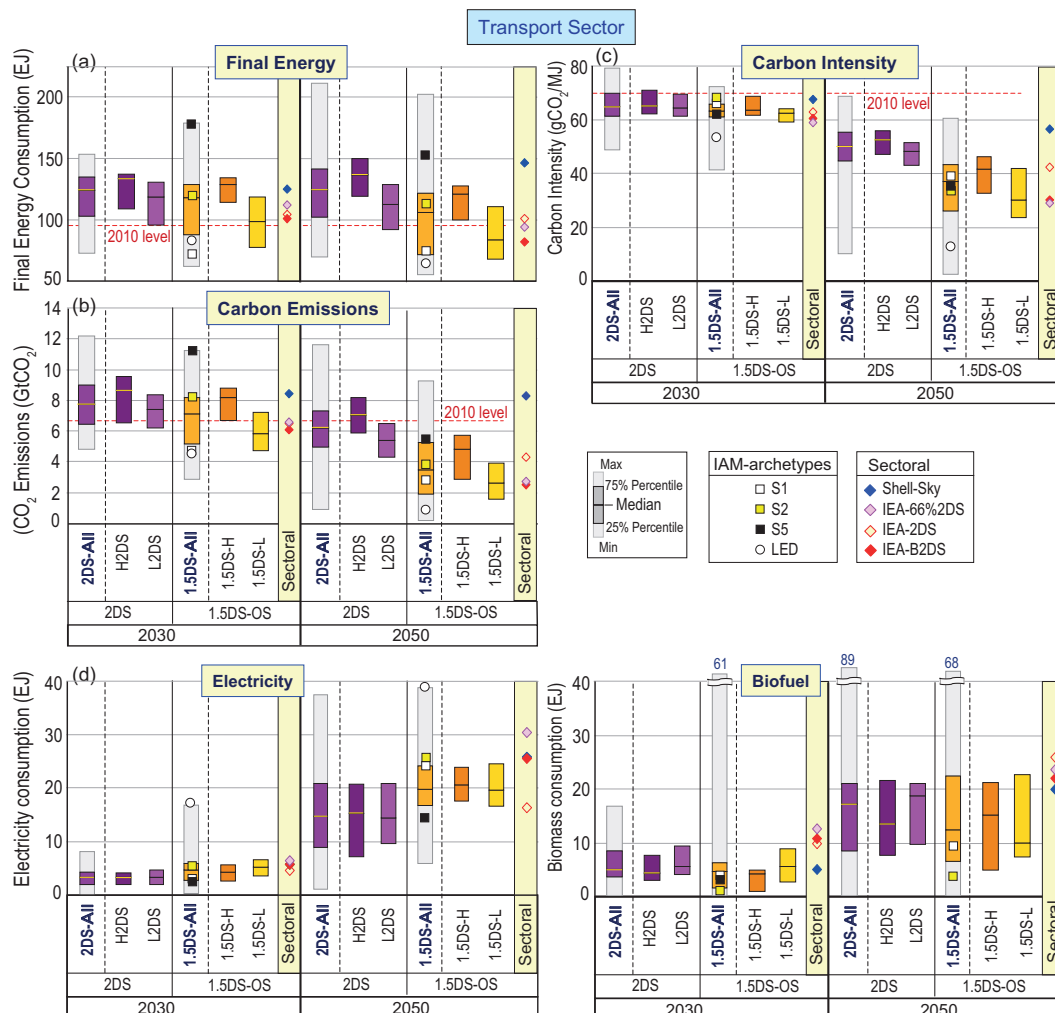 Transport Sector
(a)
Final Energy
Final Energy Consumption (EJ)
200
150
100
50
2010 level
(b)
Carbon Emissions
(CO2 Emissions (GtCO2)
14
12
10
8
6
4
2
0
2010 level
2DS-All
H2DS
L2DS
1.5DS-All
1.5DS-H
1.5DS-L
Sectoral
2DS-All
H2DS
L2DS
1.5DS-All
1.5DS-H
1.5DS-L
Sectoral
2DS
1.5DS-OS
2DS
1.5DS-OS
2030
2050
(c)
Carbon Intensity
Carbon Intensity (gCO2/MJ)
80
60
40
20
0
2010 level
2DS-All
H2DS
L2DS
1.5DS-All
1.5DS-H
1.5DS-L
Sectoral
2DS-All
H2DS
L2DS
1.5DS-All
1.5DS-H
1.5DS-L
Sectoral
2DS
1.5DS-OS
2DS
1.5DS-OS
2030
2050
Max
75% Percentile
Median
25% Percentile
Min
IAM-archetypes
S1
S2
S5
LED
Sectoral
Shell-Sky
IEA-66%2DS
IEA-2DS
IEA-B2DS
(d)
Electricity
Electricity consumption (EJ)
40
30
20
10
0
2DS-All
H2DS
L2DS
1.5DS-All
1.5DS-H
1.5DS-L
Sectoral
2DS-All
H2DS
L2DS
1.5DS-All
1.5DS-H
1.5DS-L
Sectoral
2DS
1.5DS-OS
2DS
1.5DS-OS
2030
2050
61
89
68
Biofuel
Biomass consumption (EJ)
40
30
20
10
0
2DS-All
H2DS
L2DS
1.5DS-All
1.5DS-H
1.5DS-L
Sectoral
2DS-All
H2DS
L2DS
1.5DS-All
1.5DS-H
1.5DS-L
Sectoral
2DS
1.5DS-OS
2DS
1.5DS-OS
2030
2050